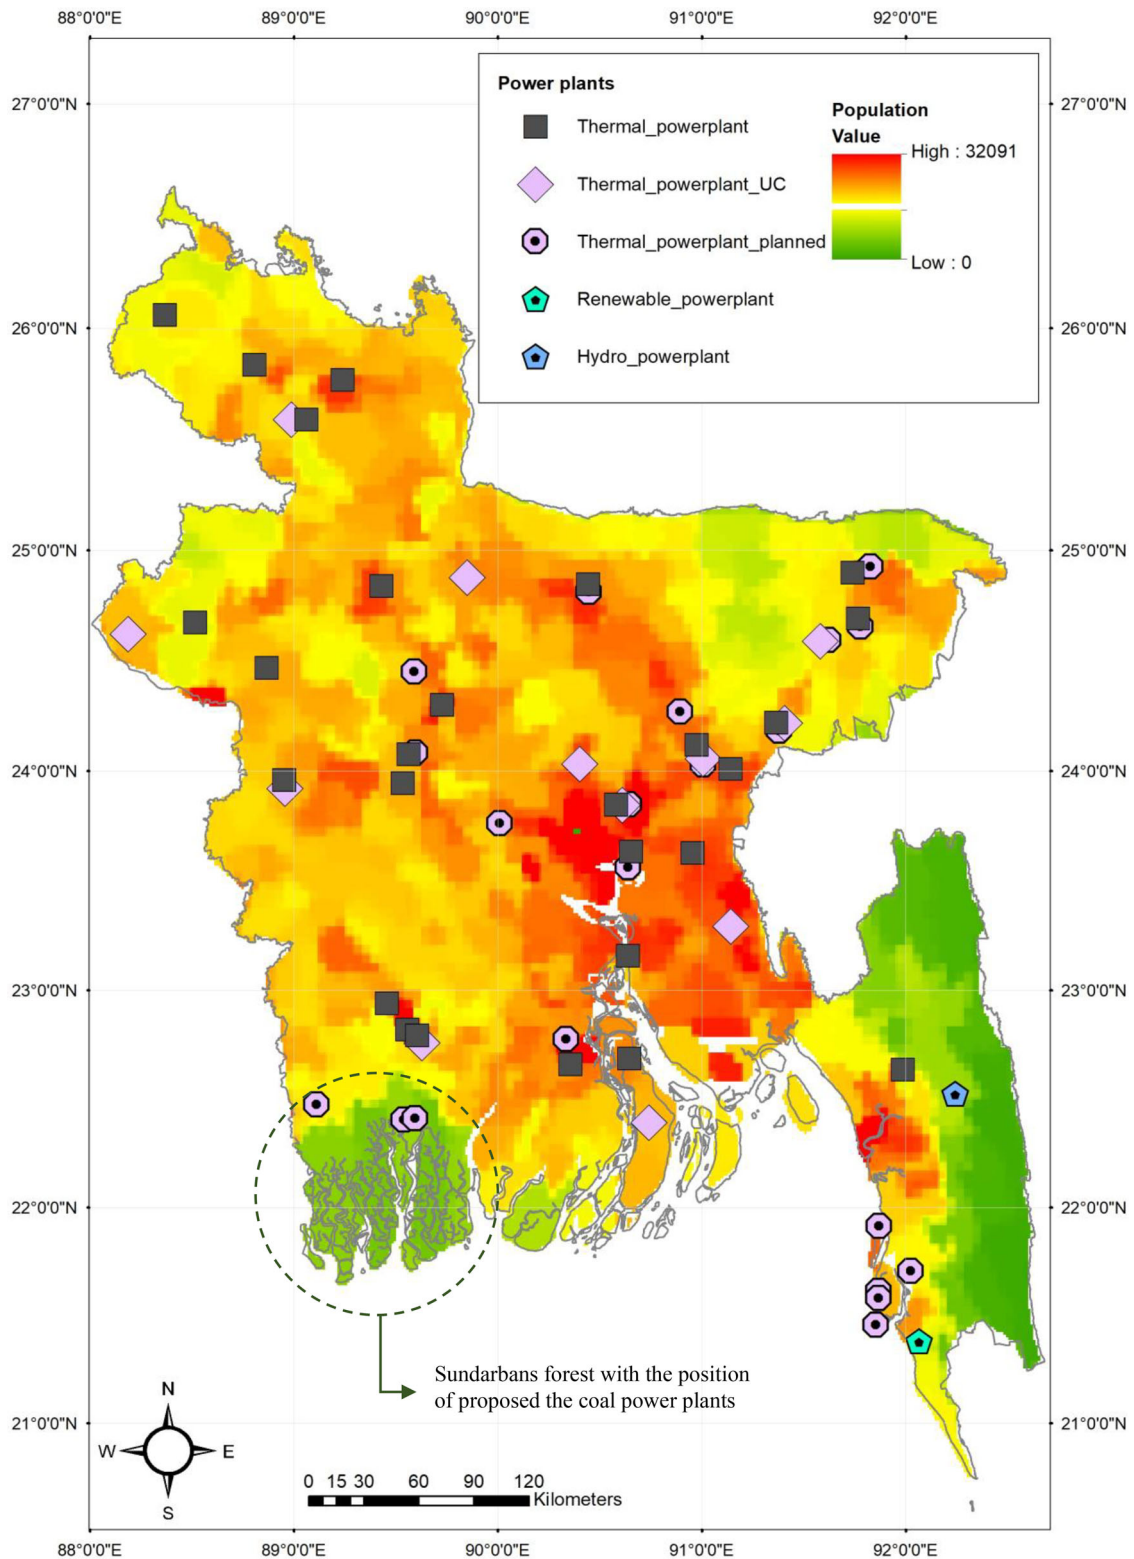 88°0'0"E 89°0'0"E 90°0'0"E 91°0'0"E 92°0'0"E
27°0'0"N
27°0'0"N
Power plants
Thermal_powerplant
Thermal_powerplant_UC
Thermal_powerplant_planned
Renewable_powerplant
Hydro_powerplant
Population
Value
High : 32091
Low : 0
26°0'0"N
26°0'0"N
25°0'0"N
25°0'0"N
24°0'0"N
24°0'0"N
23°0'0"N
23°0'0"N
22°0'0"N
22°0'0"N
Sundarbans forest with the position
of proposed the coal power plants
21°0'0"N
21°0'0"N
N
W E
S
0 15 30 60 90 120
Kilometers
88°0'0"E 89°0'0"E 90°0'0"E 91°0'0"E 92°0'0"E